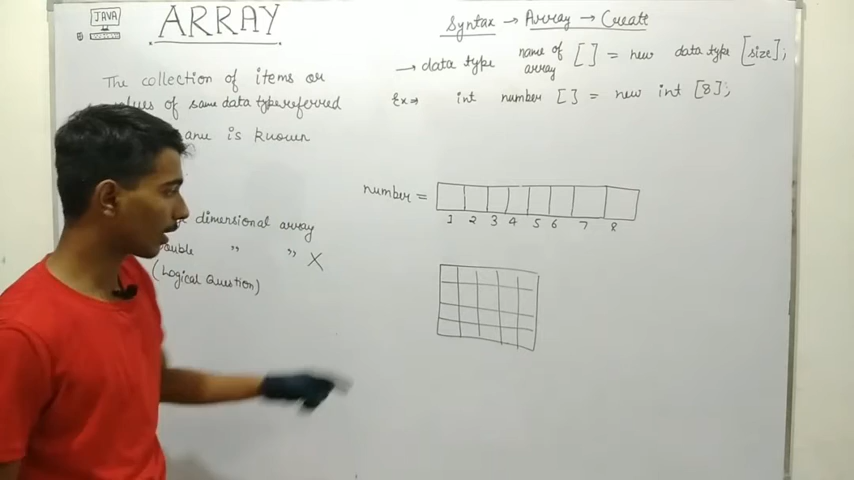 JAVA
ARRAY
The collection of items or
values of same data type referred
name is known
dimensional array
Double " " X
(Logical Question)
Syntax → Array → Create
→ data type name of array [ ] = new data type [size];
Ex → int number [ ] = new int [8];
number =
1 2 3 4 5 6 7 8